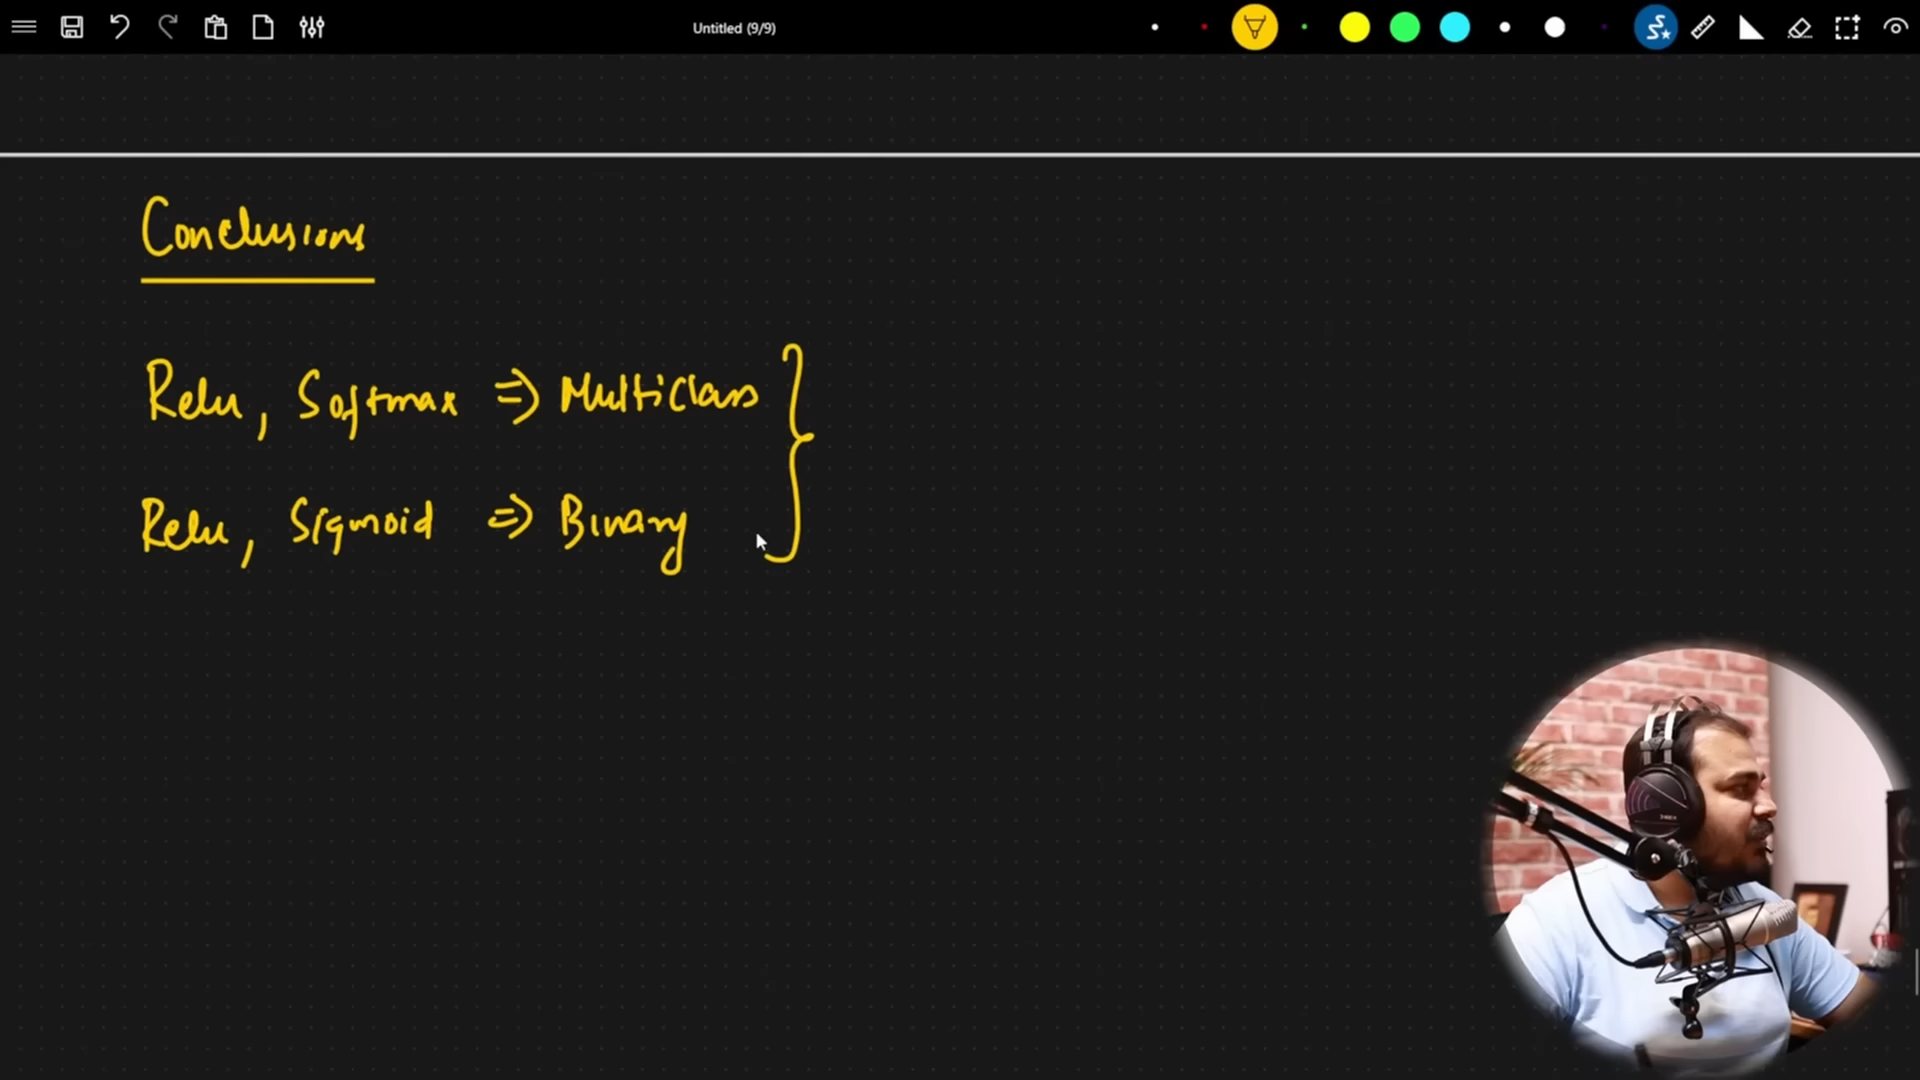 Untitled (9/9)
Conclusions
Relu, Softmax => Multiclass
Relu, Sigmoid => Binary